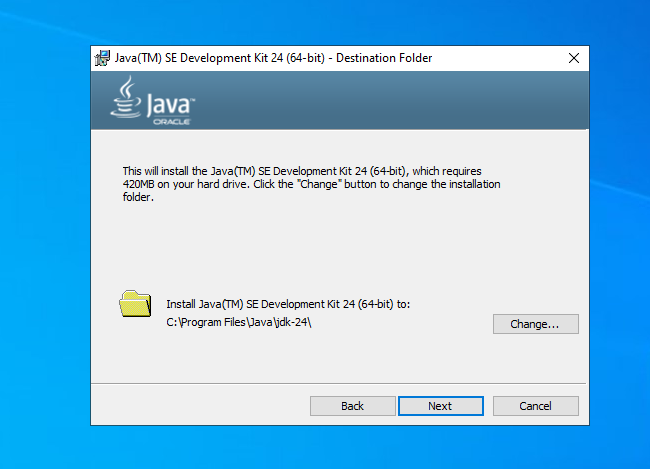 Java(TM) SE Development Kit 24 (64-bit) - Destination Folder
Java™
ORACLE
This will install the Java(TM) SE Development Kit 24 (64-bit), which requires
420MB on your hard drive. Click the "Change" button to change the installation
folder.
Install Java(TM) SE Development Kit 24 (64-bit) to:
C:\Program Files\Java\jdk-24\
Change...
Back
Next
Cancel